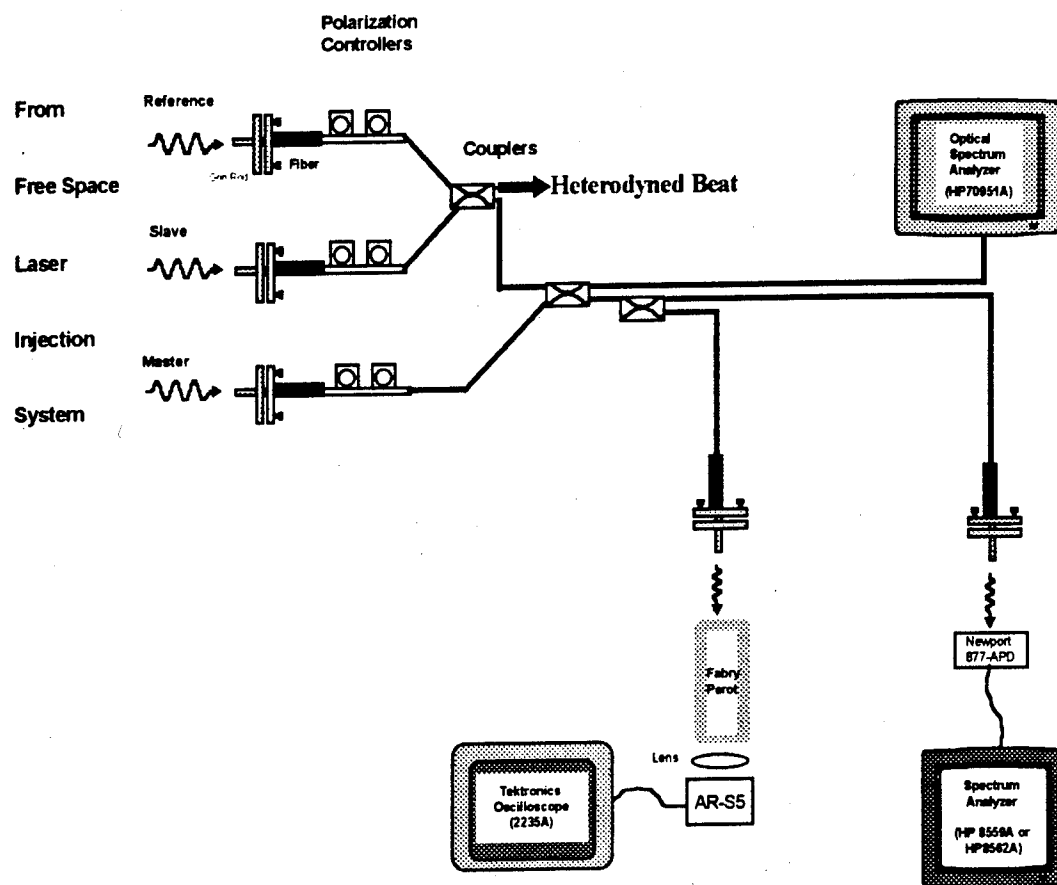 Polarization
Controllers
From
Reference
Fiber
Couplers
Heterodyned Beat
Free Space
Slave
Laser
Injection
Master
System
Optical
Spectrum
Analyzer
(HP70951A)
Fabry
Perot
Lens
AR-S5
Tektronics
Oscilloscope
(2235A)
Newport
877-APD
Spectrum
Analyzer
(HP 8559A or
HP8562A)